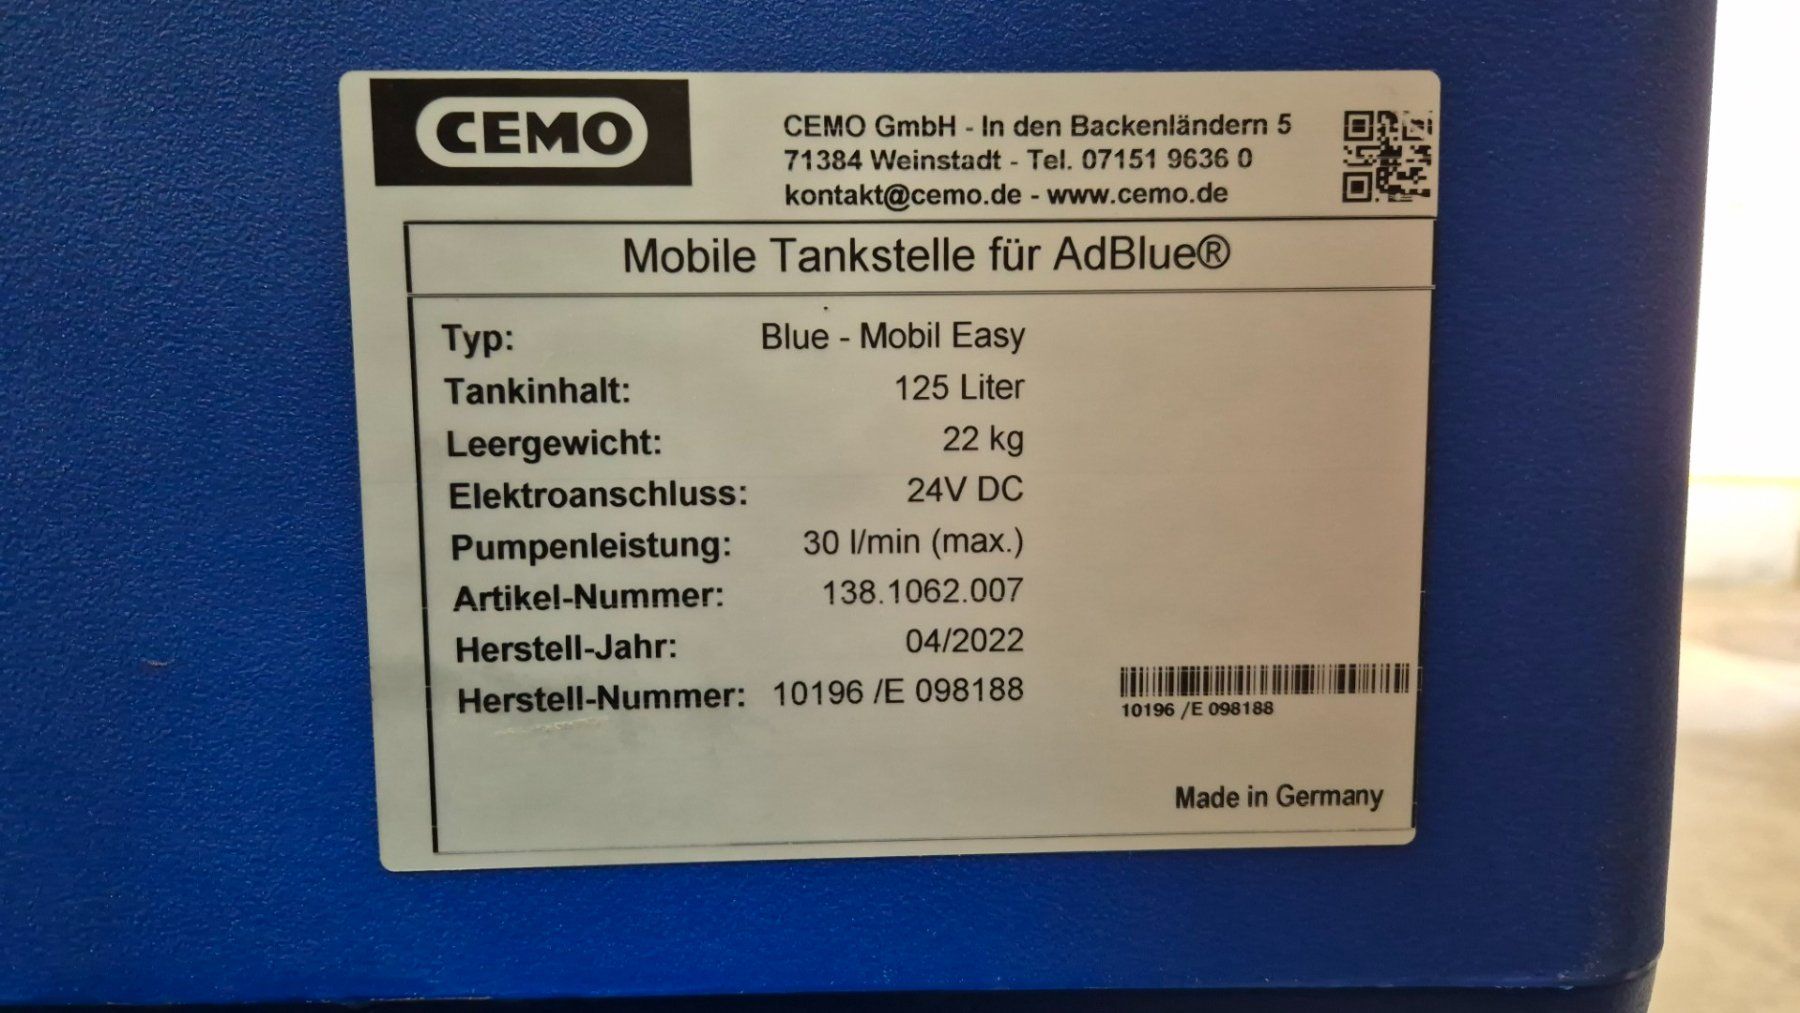 CEMO
CEMO GmbH - In den Backenländern 5
71384 Weinstadt - Tel. 07151 9636 0
kontakt@cemo.de - www.cemo.de
Mobile Tankstelle für AdBlue®
Typ: Blue - Mobil Easy
Tankinhalt: 125 Liter
Leergewicht: 22 kg
Elektroanschluss: 24V DC
Pumpenleistung: 30 l/min (max.)
Artikel-Nummer: 138.1062.007
Herstell-Jahr: 04/2022
Herstell-Nummer: 10196 /E 098188
10196 /E 098188
Made in Germany